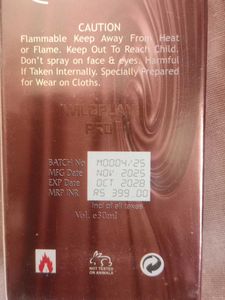 CAUTION
Flammable Keep Away From Heat
or Flame. Keep Out To Reach Child.
Don't spray on face & eyes. Harmful
If Taken Internally. Specially Prepared
for Wear on Cloths.
BATCH No M0004/25
MFG Date NOV 2025
EXP Date OCT 2028
MRP INR. RS 399.00
Incl of all taxes
Vol. e30ml
NOT TESTED
ON ANIMALS